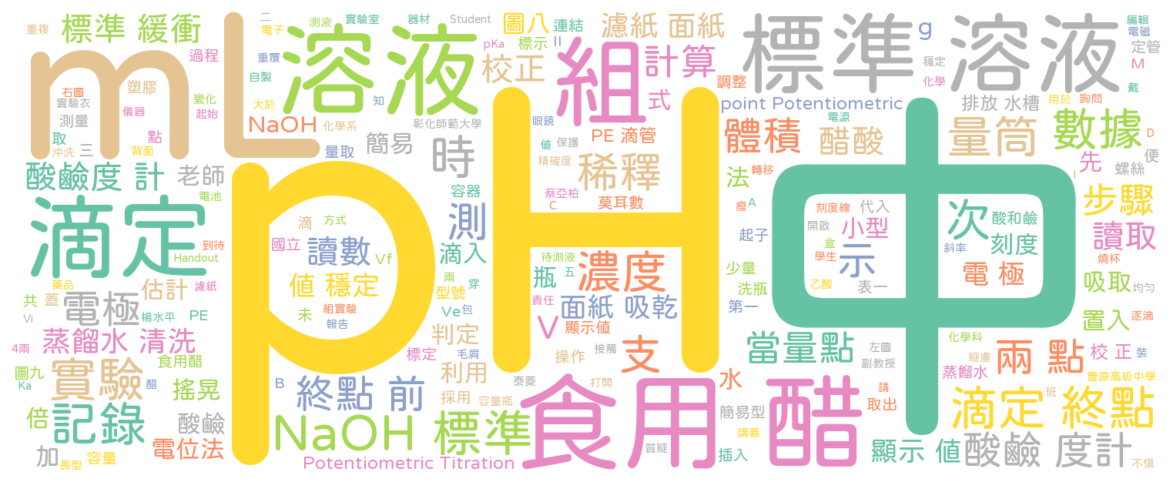 mL
pH
中
溶液
標準 溶液
滴定
食用 醋
組
NaOH 標準
重複
標準 緩衝
過程
二
電子
測液
實驗室
器材
Student
圖八
連結
濾紙 面紙
II
pKa
標示
重覆
自製
校正
計算
g
編輯
電磁
定管
M
穩定
化學
戴
右圖
塑膠
實驗衣
儀器
變化
起始
測量
取
點
沖洗
三
背面
大於
知
NaOH
化學系
彰化師範大學
量取
簡易
時
式
調整
point Potentiometric
電源
排放 水槽
用於
詢問
眼鏡
保護
PE 滴管
值
精確度
體積
醋酸
量筒
數據
D
先
便
螺絲
酸鹼度 計
老師
電池
容器
稀釋
蔡亞柏
C
莫耳數
法
轉移
A
瘦
起子
刻度線
代入
開啟
小型
盒
學生
示
乙酸
表一
次
酸和鹼
刻度
斜率
電 極
I
步驟
讀取
燒杯
吸取
均勻
到待
Handout
滴
方式
國立
讀數
Vf
值 穩定
兩
穿
型號
未
組實驗
報告
測
滴入
待測液
瓶
五
濃度
責任
面紙 吸乾
V
顯示值
少量
洗瓶
第一
置入
逐滴
藥品
濾紙
共
蓋
估計
電極
Vi
楊水平
PE
蒸餾水 清洗
4兩
食用醋
圖九
Ka
實驗
醋
搖晃
倍
記錄
酸鹼
加
長型
容量
電位法
Ve
包
判定
標定
毛屑
利用
B
終點 前
採用
容量瓶
接觸
操作
支
泰菱
打開
水
當量點
左圖
副教授
化學科
疑慮
蒸餾水
兩 點
校 正
裝
豐原高級中學
請
取出
滴定 終點
班
簡易型
講義
插入
質疑
顯示 值
酸鹼 度計
不慎
Potentiometric Titration